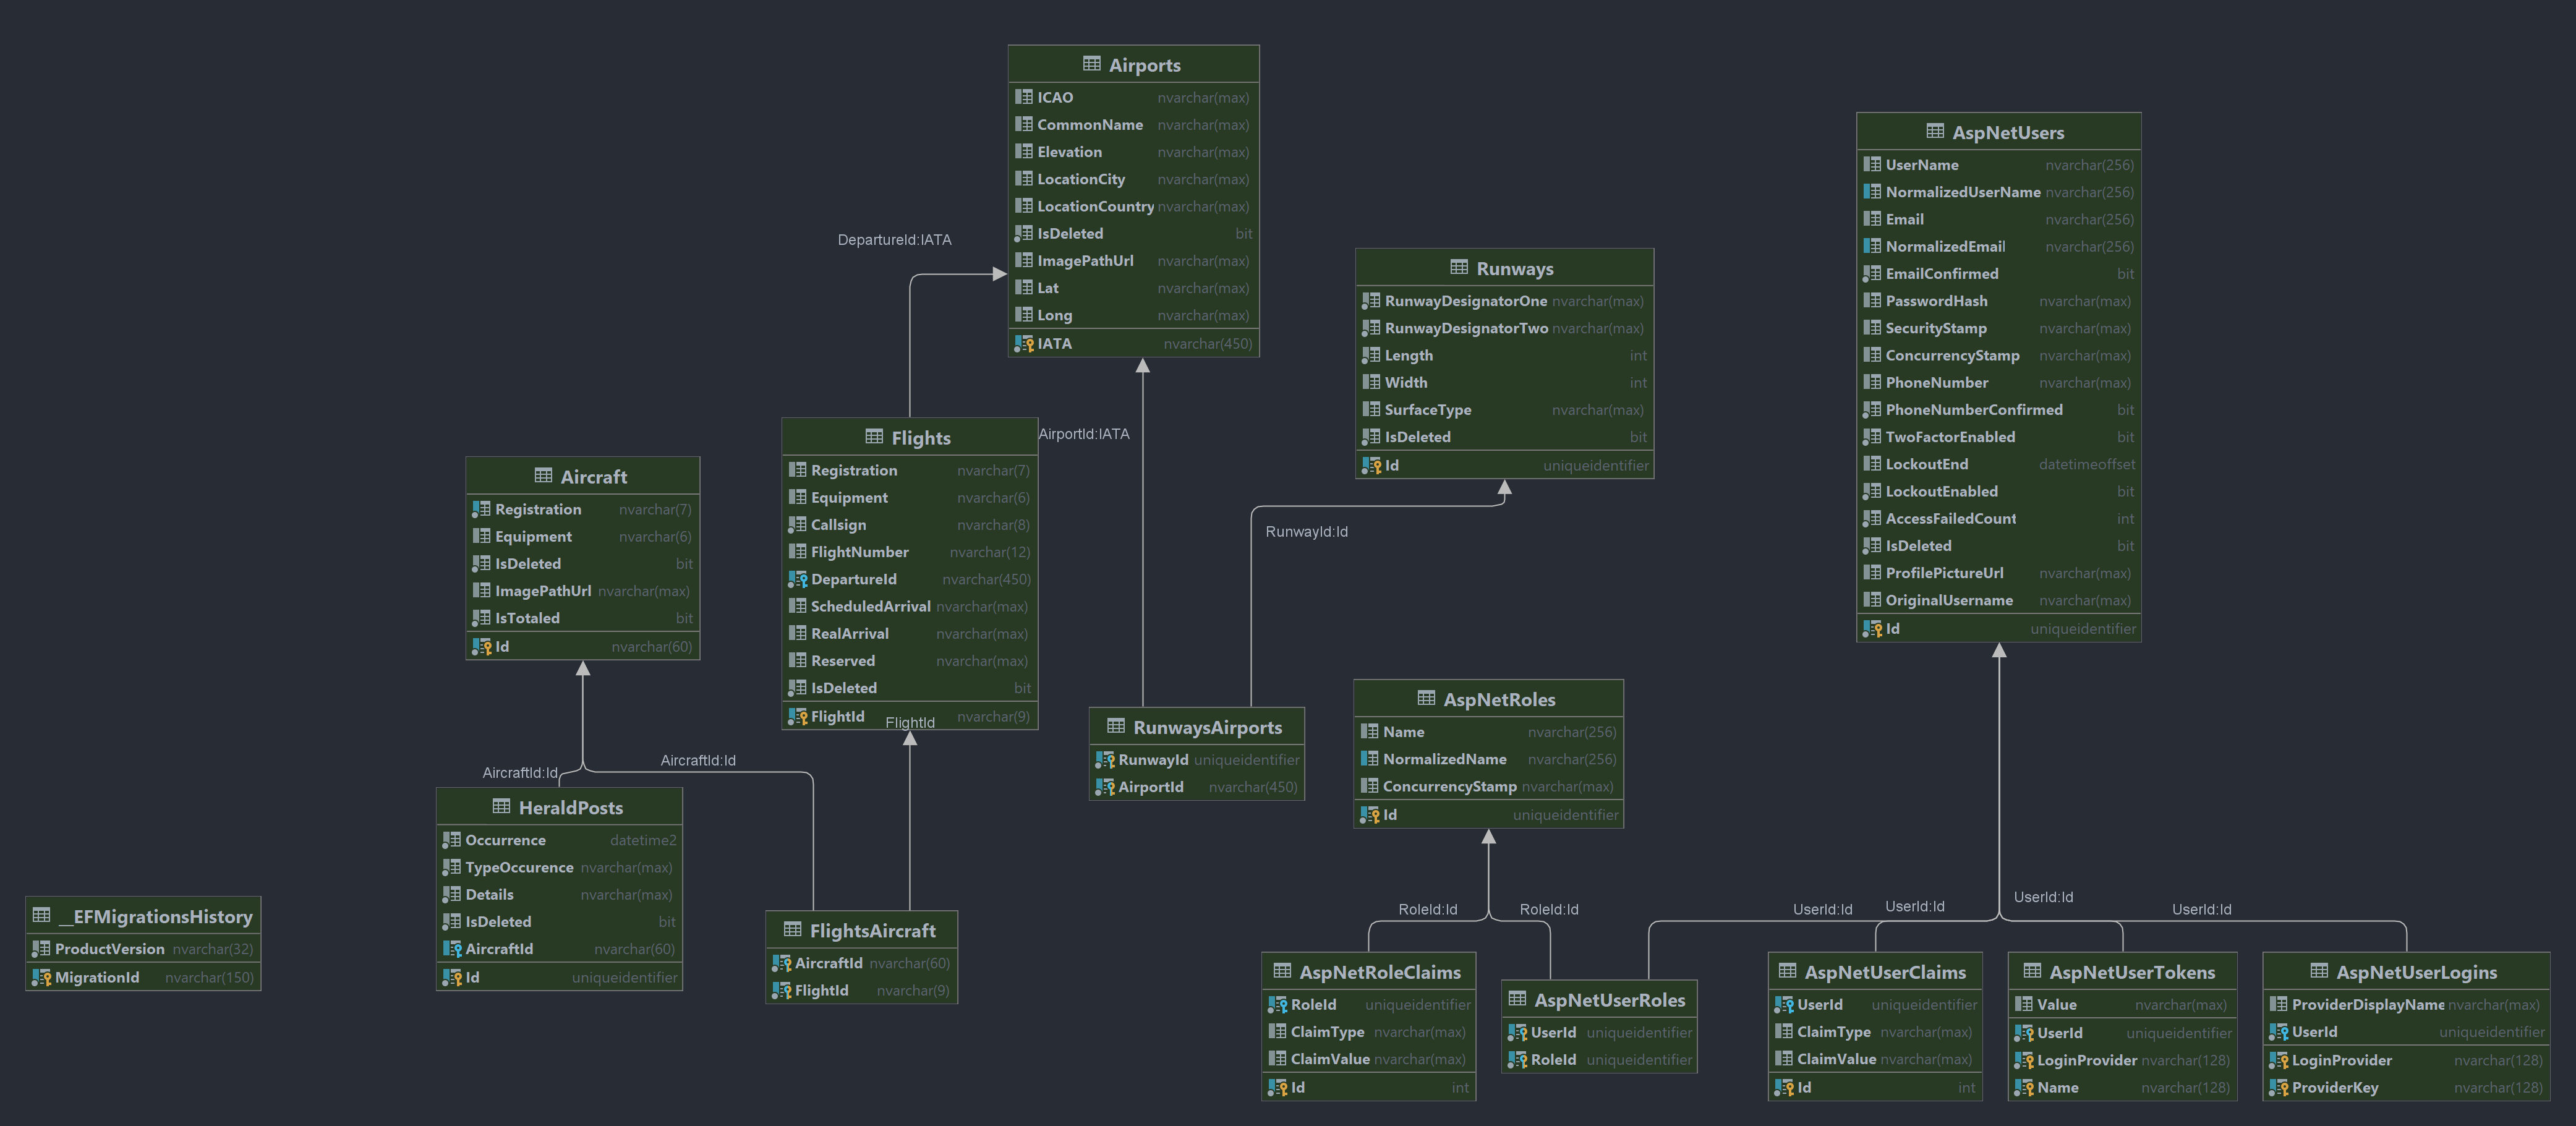 Airports
ICAO nvarchar(max)
CommonName nvarchar(max)
Elevation nvarchar(max)
LocationCity nvarchar(max)
LocationCountry nvarchar(max)
IsDeleted bit
ImagePathUrl nvarchar(max)
Lat nvarchar(max)
Long nvarchar(max)
IATA nvarchar(450)
AspNetUsers
UserName nvarchar(256)
NormalizedUserName nvarchar(256)
Email nvarchar(256)
NormalizedEmail nvarchar(256)
EmailConfirmed bit
PasswordHash nvarchar(max)
SecurityStamp nvarchar(max)
ConcurrencyStamp nvarchar(max)
PhoneNumber nvarchar(max)
PhoneNumberConfirmed bit
TwoFactorEnabled bit
LockoutEnd datetimeoffset
LockoutEnabled bit
AccessFailedCount int
IsDeleted bit
ProfilePictureUrl nvarchar(max)
OriginalUsername nvarchar(max)
Id uniqueidentifier
DepartureId:IATA
Runways
RunwayDesignatorOne nvarchar(max)
RunwayDesignatorTwo nvarchar(max)
Length int
Width int
SurfaceType nvarchar(max)
IsDeleted bit
Id uniqueidentifier
Flights
Registration nvarchar(7)
Equipment nvarchar(6)
Callsign nvarchar(8)
FlightNumber nvarchar(12)
DepartureId nvarchar(450)
ScheduledArrival nvarchar(max)
RealArrival nvarchar(max)
Reserved nvarchar(max)
IsDeleted bit
FlightId nvarchar(9)
FlightId
AirportId:IATA
Aircraft
Registration nvarchar(7)
Equipment nvarchar(6)
IsDeleted bit
ImagePathUrl nvarchar(max)
IsTotaled bit
Id nvarchar(60)
RunwayId:Id
AspNetRoles
Name nvarchar(256)
NormalizedName nvarchar(256)
ConcurrencyStamp nvarchar(max)
Id uniqueidentifier
RunwaysAirports
RunwayId uniqueidentifier
AirportId nvarchar(450)
AircraftId:Id
AircraftId:Id
HeraldPosts
Occurrence datetime2
TypeOccurence nvarchar(max)
Details nvarchar(max)
IsDeleted bit
AircraftId nvarchar(60)
Id uniqueidentifier
__EFMigrationsHistory
ProductVersion nvarchar(32)
MigrationId nvarchar(150)
FlightsAircraft
AircraftId nvarchar(60)
FlightId nvarchar(9)
RoleId:Id
RoleId:Id
UserId:Id
UserId:Id
UserId:Id
UserId:Id
AspNetRoleClaims
RoleId uniqueidentifier
ClaimType nvarchar(max)
ClaimValue nvarchar(max)
Id int
AspNetUserRoles
UserId uniqueidentifier
RoleId uniqueidentifier
AspNetUserClaims
UserId uniqueidentifier
ClaimType nvarchar(max)
ClaimValue nvarchar(max)
Id int
AspNetUserTokens
Value nvarchar(max)
UserId uniqueidentifier
LoginProvider nvarchar(128)
Name nvarchar(128)
AspNetUserLogins
ProviderDisplayName nvarchar(max)
UserId uniqueidentifier
LoginProvider nvarchar(128)
ProviderKey nvarchar(128)